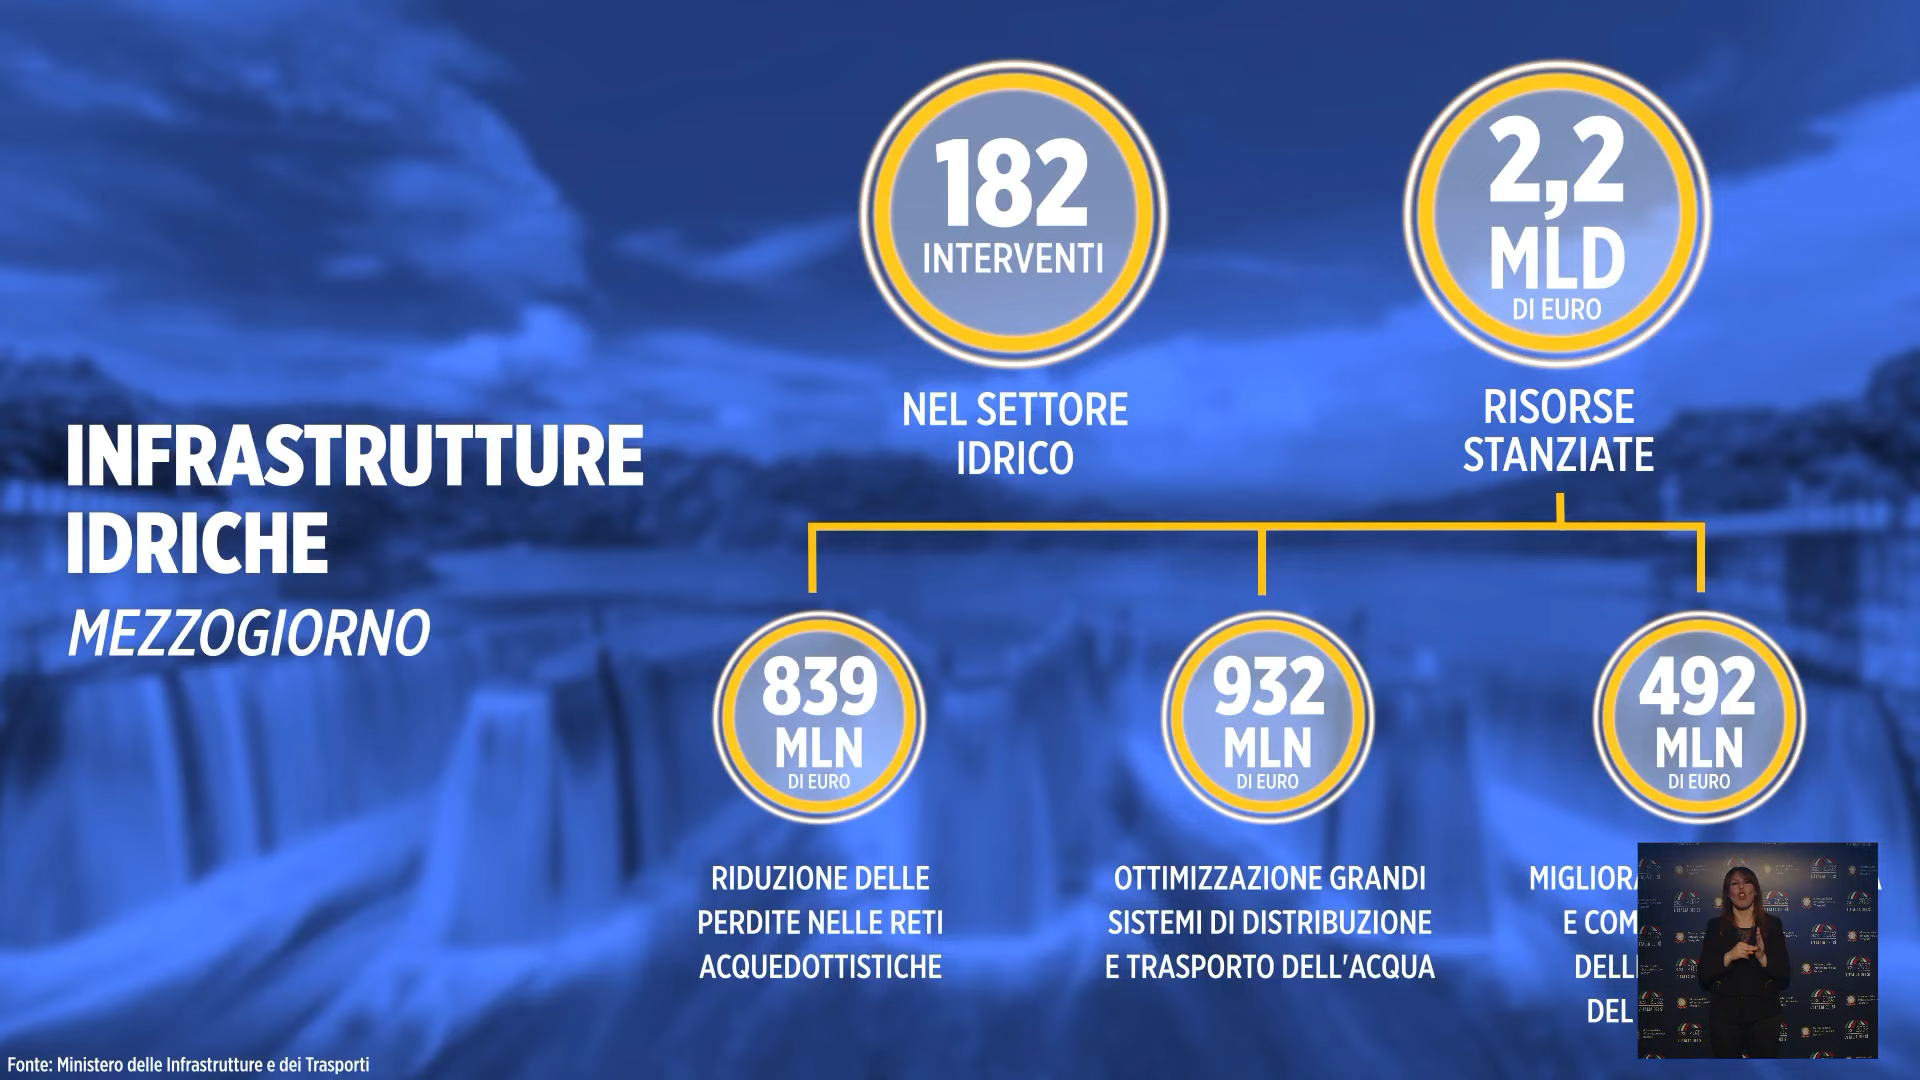 INFRASTRUTTURE
IDRICHE
MEZZOGIORNO
182
INTERVENTI
NEL SETTORE
IDRICO
2,2
MLD
DI EURO
RISORSE
STANZIATE
839
MLN
DI EURO
RIDUZIONE DELLE
PERDITE NELLE RETI
ACQUEDOTTISTICHE
932
MLN
DI EURO
OTTIMIZZAZIONE GRANDI
SISTEMI DI DISTRIBUZIONE
E TRASPORTO DELL'ACQUA
492
MLN
DI EURO
E
DEL
Fonte: Ministero delle Infrastrutture e dei Trasporti